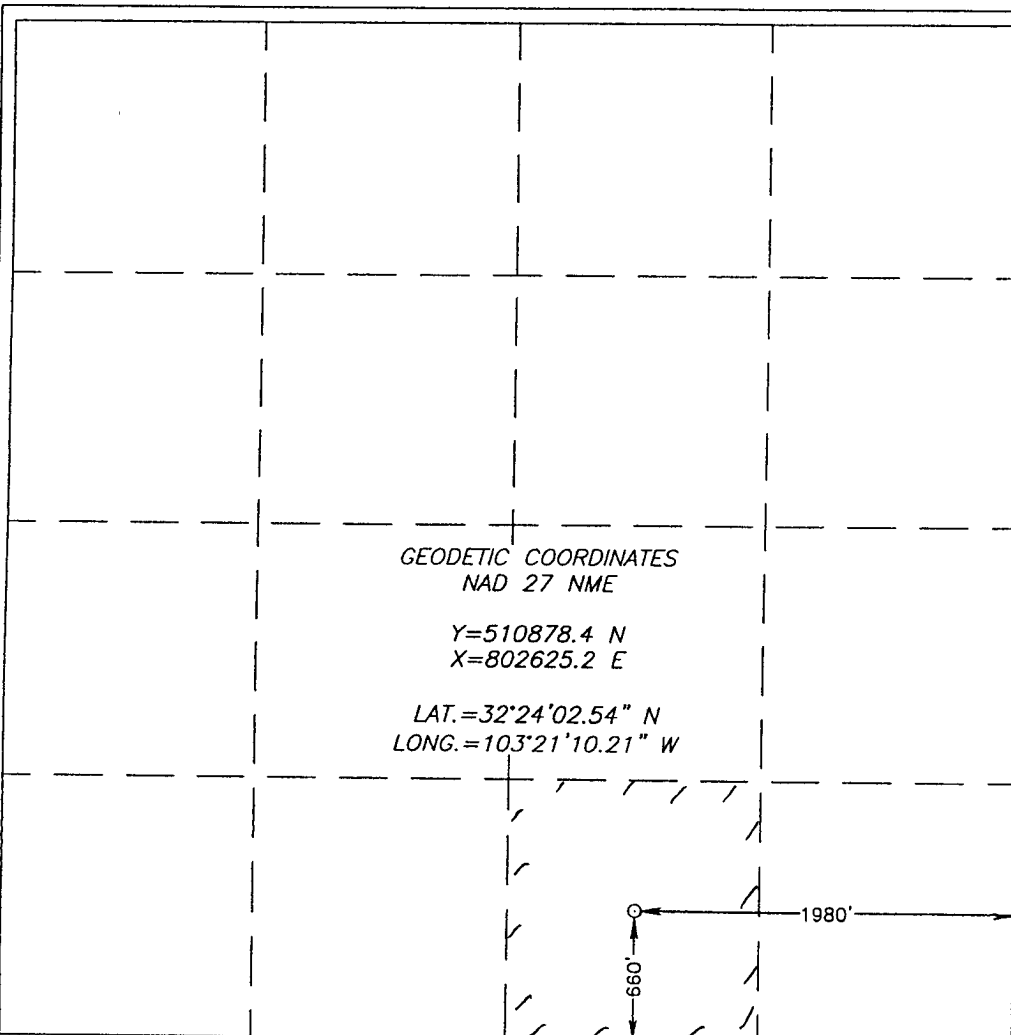 GEODETIC COORDINATES
NAD 27 NME
Y=510878.4 N
X=802625.2 E
LAT.=32°24'02.54" N
LONG.=103°21'10.21" W
1980'
660'